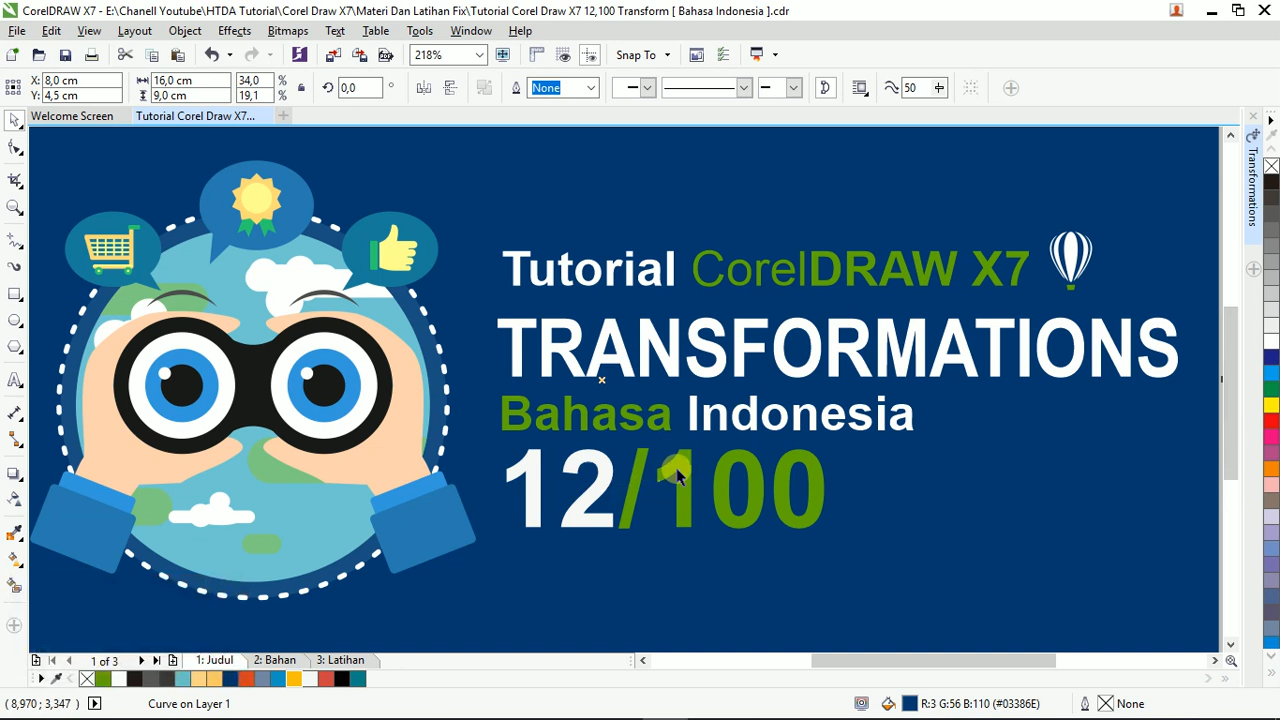 CorelDRAW X7 - E:\Chanell Youtube\HTDA Tutorial\Corel Draw X7\Materi Dan Latihan Fix\Tutorial Corel Draw X7 12,100 Transform [ Bahasa Indonesia ].cdr
File Edit View Layout Object Effects Bitmaps Text Table Tools Window Help
218% Snap To
X: 8,0 cm 16,0 cm 34,0 % 0,0 ° None 50
Y: 4,5 cm 9,0 cm 19,1 %
Welcome Screen Tutorial Corel Draw X7...
Transformations
Tutorial CorelDRAW X7
TRANSFORMATIONS
Bahasa Indonesia
12/100
1 of 3 1: Judul 2: Bahan 3: Latihan
( 8,970 ; 3,347 ) Curve on Layer 1 R:3 G:56 B:110 (#03386E) None